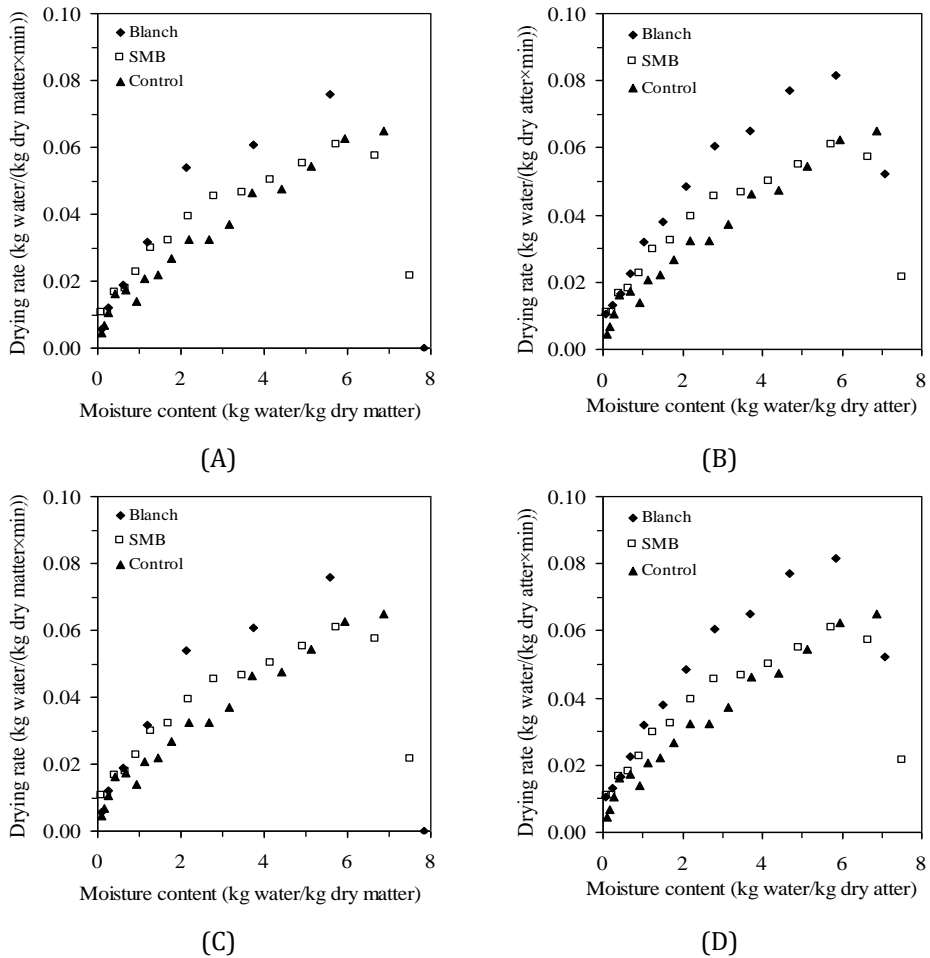 Drying rate (kg water/(kg dry matter×min))
0.10
0.08
0.06
0.04
0.02
0.00
Blanch
SMB
Control
0 2 4 6 8
Moisture content (kg water/kg dry matter)
(A)
Drying rate (kg water/(kg dry atter×min))
0.10
0.08
0.06
0.04
0.02
0.00
Blanch
SMB
Control
0 2 4 6 8
Moisture content (kg water/kg dry atter)
(B)
Drying rate (kg water/(kg dry matter×min))
0.10
0.08
0.06
0.04
0.02
0.00
Blanch
SMB
Control
0 2 4 6 8
Moisture content (kg water/kg dry matter)
(C)
Drying rate (kg water/(kg dry atter×min))
0.10
0.08
0.06
0.04
0.02
0.00
Blanch
SMB
Control
0 2 4 6 8
Moisture content (kg water/kg dry atter)
(D)